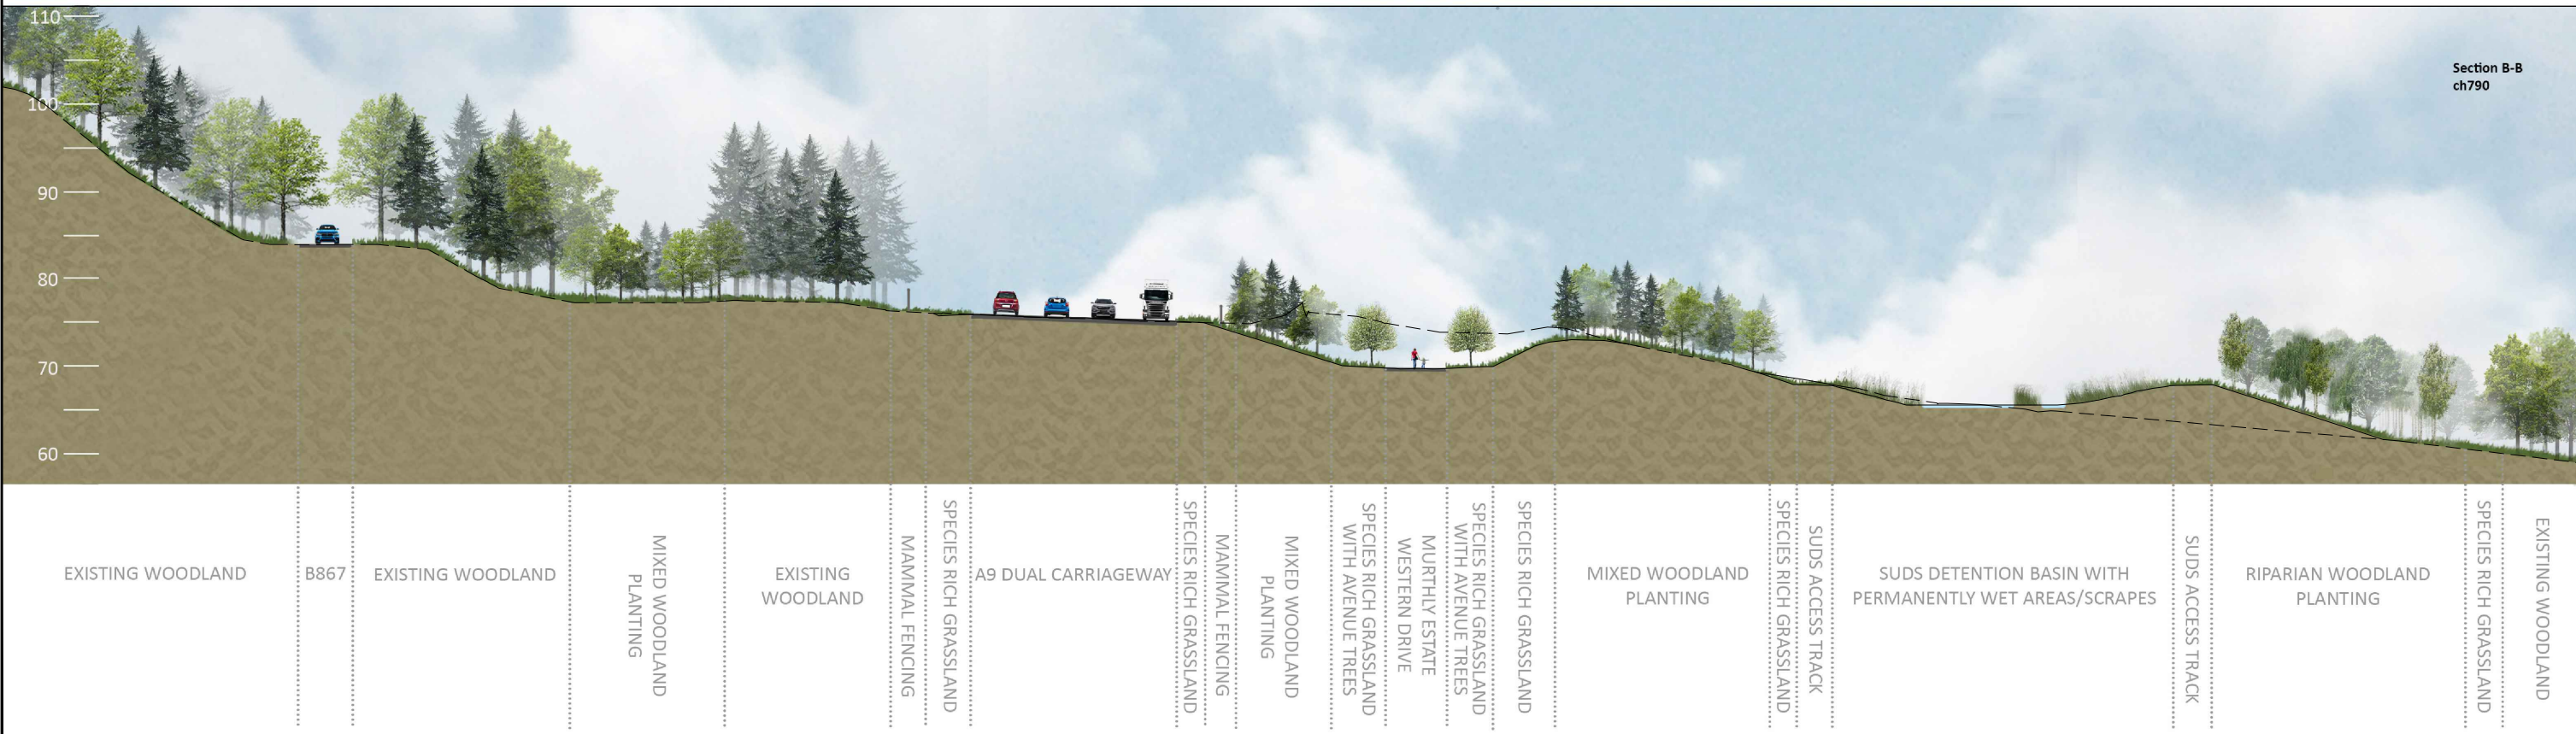 110
100
90
80
70
60
Section B-B
ch790
EXISTING WOODLAND
B867
EXISTING WOODLAND
MIXED WOODLAND
PLANTING
EXISTING
WOODLAND
MAMMAL FENCING
SPECIES RICH GRASSLAND
A9 DUAL CARRIAGEWAY
SPECIES RICH GRASSLAND
MAMMAL FENCING
MIXED WOODLAND
PLANTING
SPECIES RICH GRASSLAND
WITH AVENUE TREES
MURTHLY ESTATE
WESTERN DRIVE
SPECIES RICH GRASSLAND
WITH AVENUE TREES
SPECIES RICH GRASSLAND
MIXED WOODLAND
PLANTING
SPECIES RICH GRASSLAND
SUDS ACCESS TRACK
SUDS DETENTION BASIN WITH
PERMANENTLY WET AREAS/SCRAPES
SUDS ACCESS TRACK
RIPARIAN WOODLAND
PLANTING
SPECIES RICH GRASSLAND
EXISTING WOODLAND